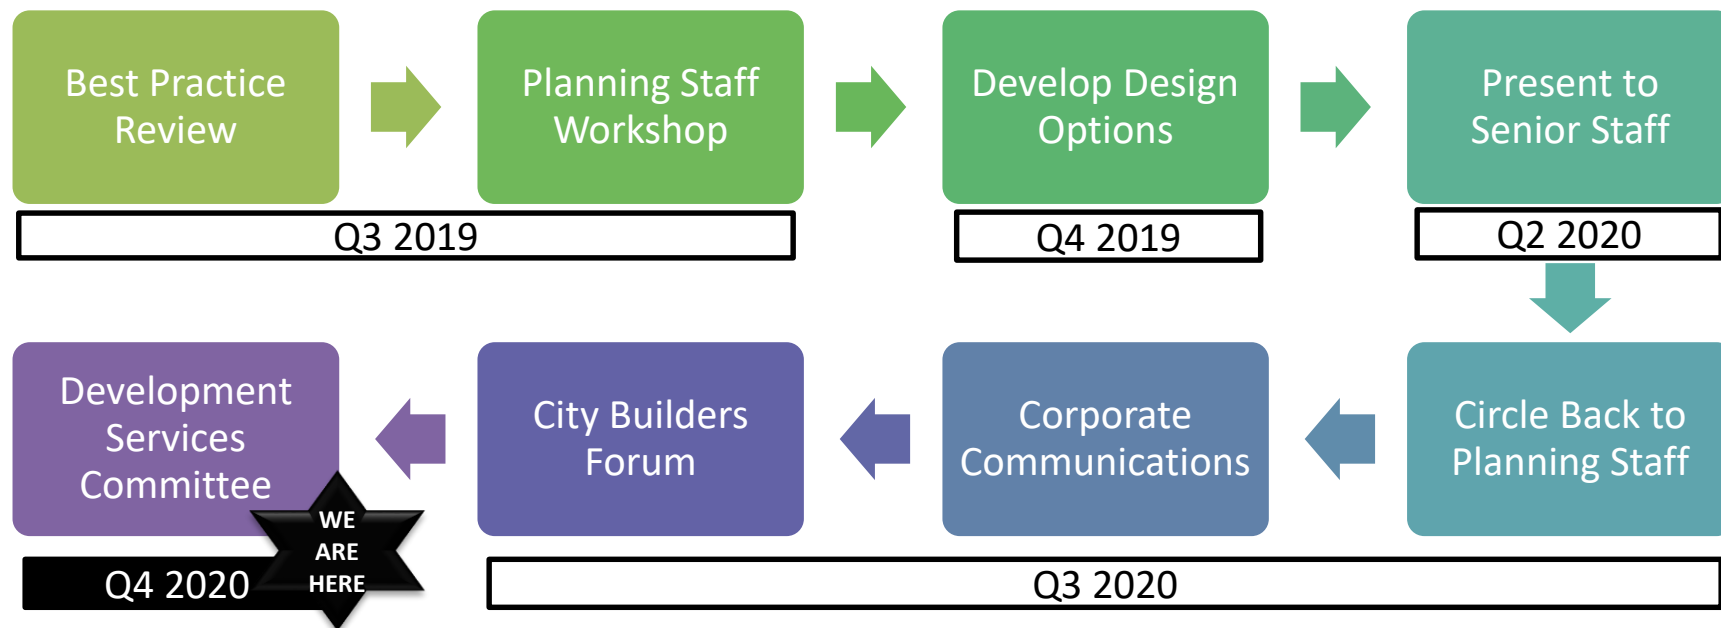 Best Practice
Review
Planning Staff
Workshop
Develop Design
Options
Present to
Senior Staff
Q3 2019
Q4 2019
Q2 2020
Circle Back to
Planning Staff
Corporate
Communications
City Builders
Forum
Development
Services
Committee
Q3 2020
Q4 2020
WE
ARE
HERE